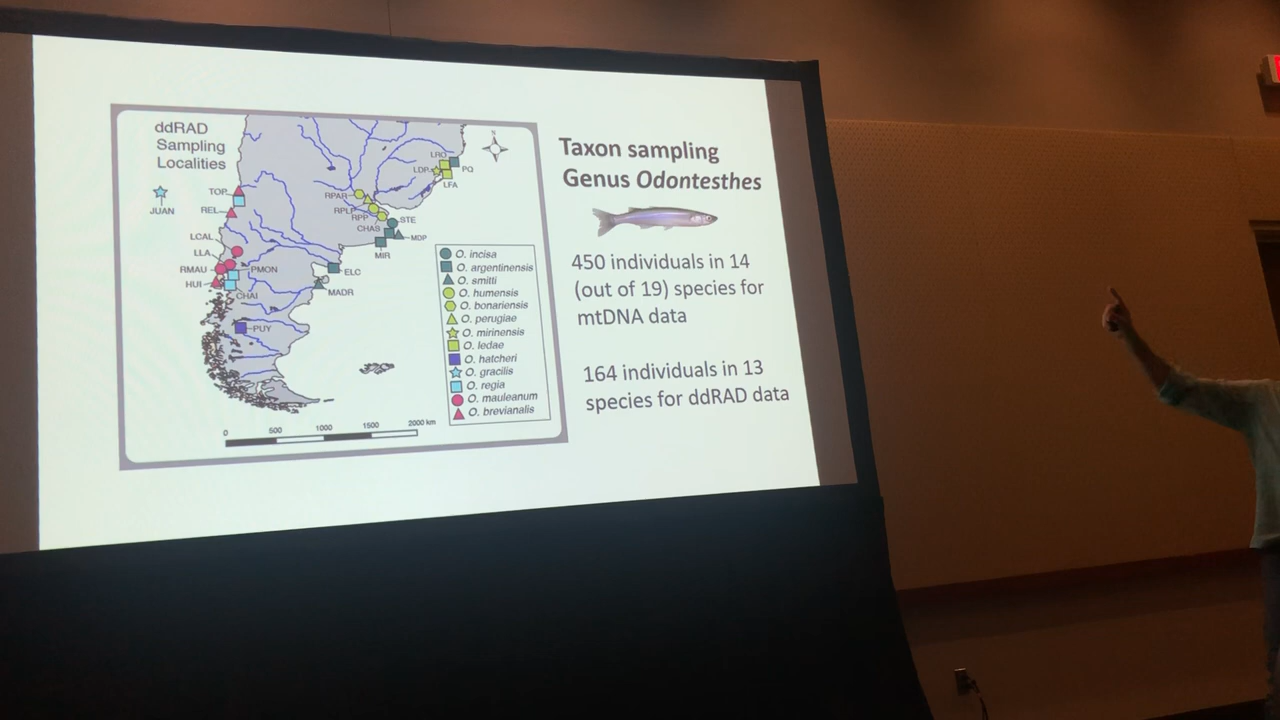 ddRAD
Sampling
Localities
N
JUAN
TOP
REL
LCAL
LLA
RMAU
PMON
HUI
CHAI
PUY
LRO
PQ
LDP
LFA
RPAR
RPLP
RPP
STE
CHAS
MDP
MIR
ELC
MADR
O. incisa
O. argentinensis
O. smitti
O. humensis
O. bonariensis
O. perugiae
O. mirinensis
O. ledae
O. hatcheri
O. gracilis
O. regia
O. mauleanum
O. brevianalis
0 500 1000 1500 2000 km
Taxon sampling
Genus Odontesthes
450 individuals in 14
(out of 19) species for
mtDNA data
164 individuals in 13
species for ddRAD data